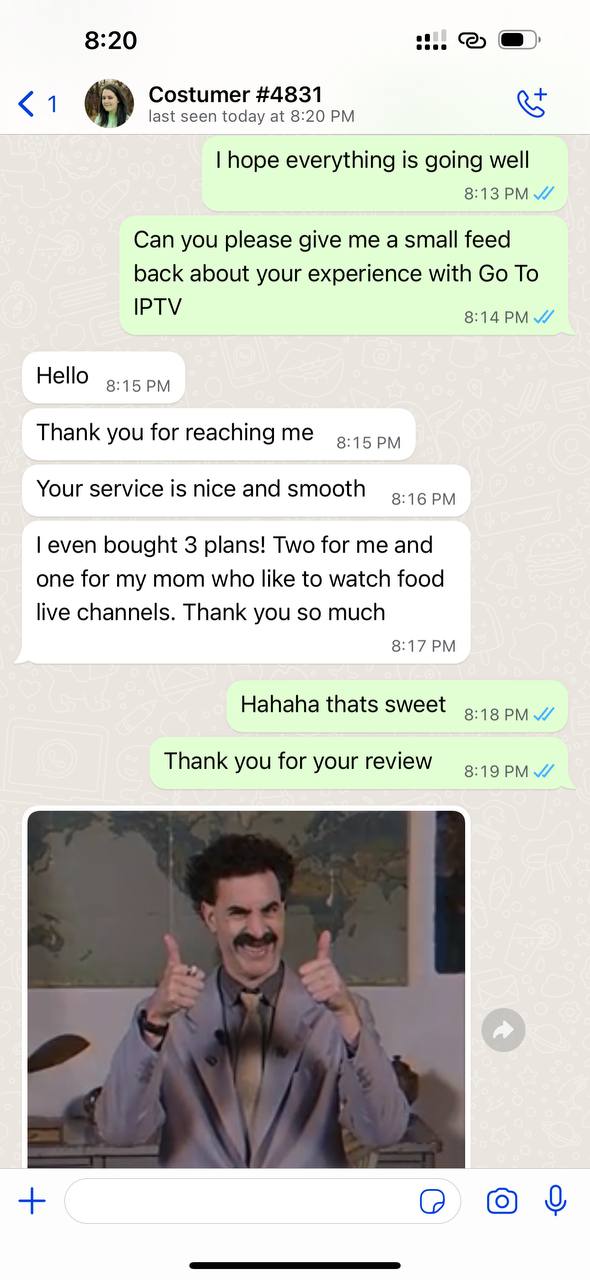 8:20
1
Costumer #4831
last seen today at 8:20 PM
I hope everything is going well
8:13 PM
Can you please give me a small feed
back about your experience with Go To
IPTV
8:14 PM
Hello
8:15 PM
Thank you for reaching me
8:15 PM
Your service is nice and smooth
8:16 PM
I even bought 3 plans! Two for me and
one for my mom who like to watch food
live channels. Thank you so much
8:17 PM
Hahaha thats sweet
8:18 PM
Thank you for your review
8:19 PM